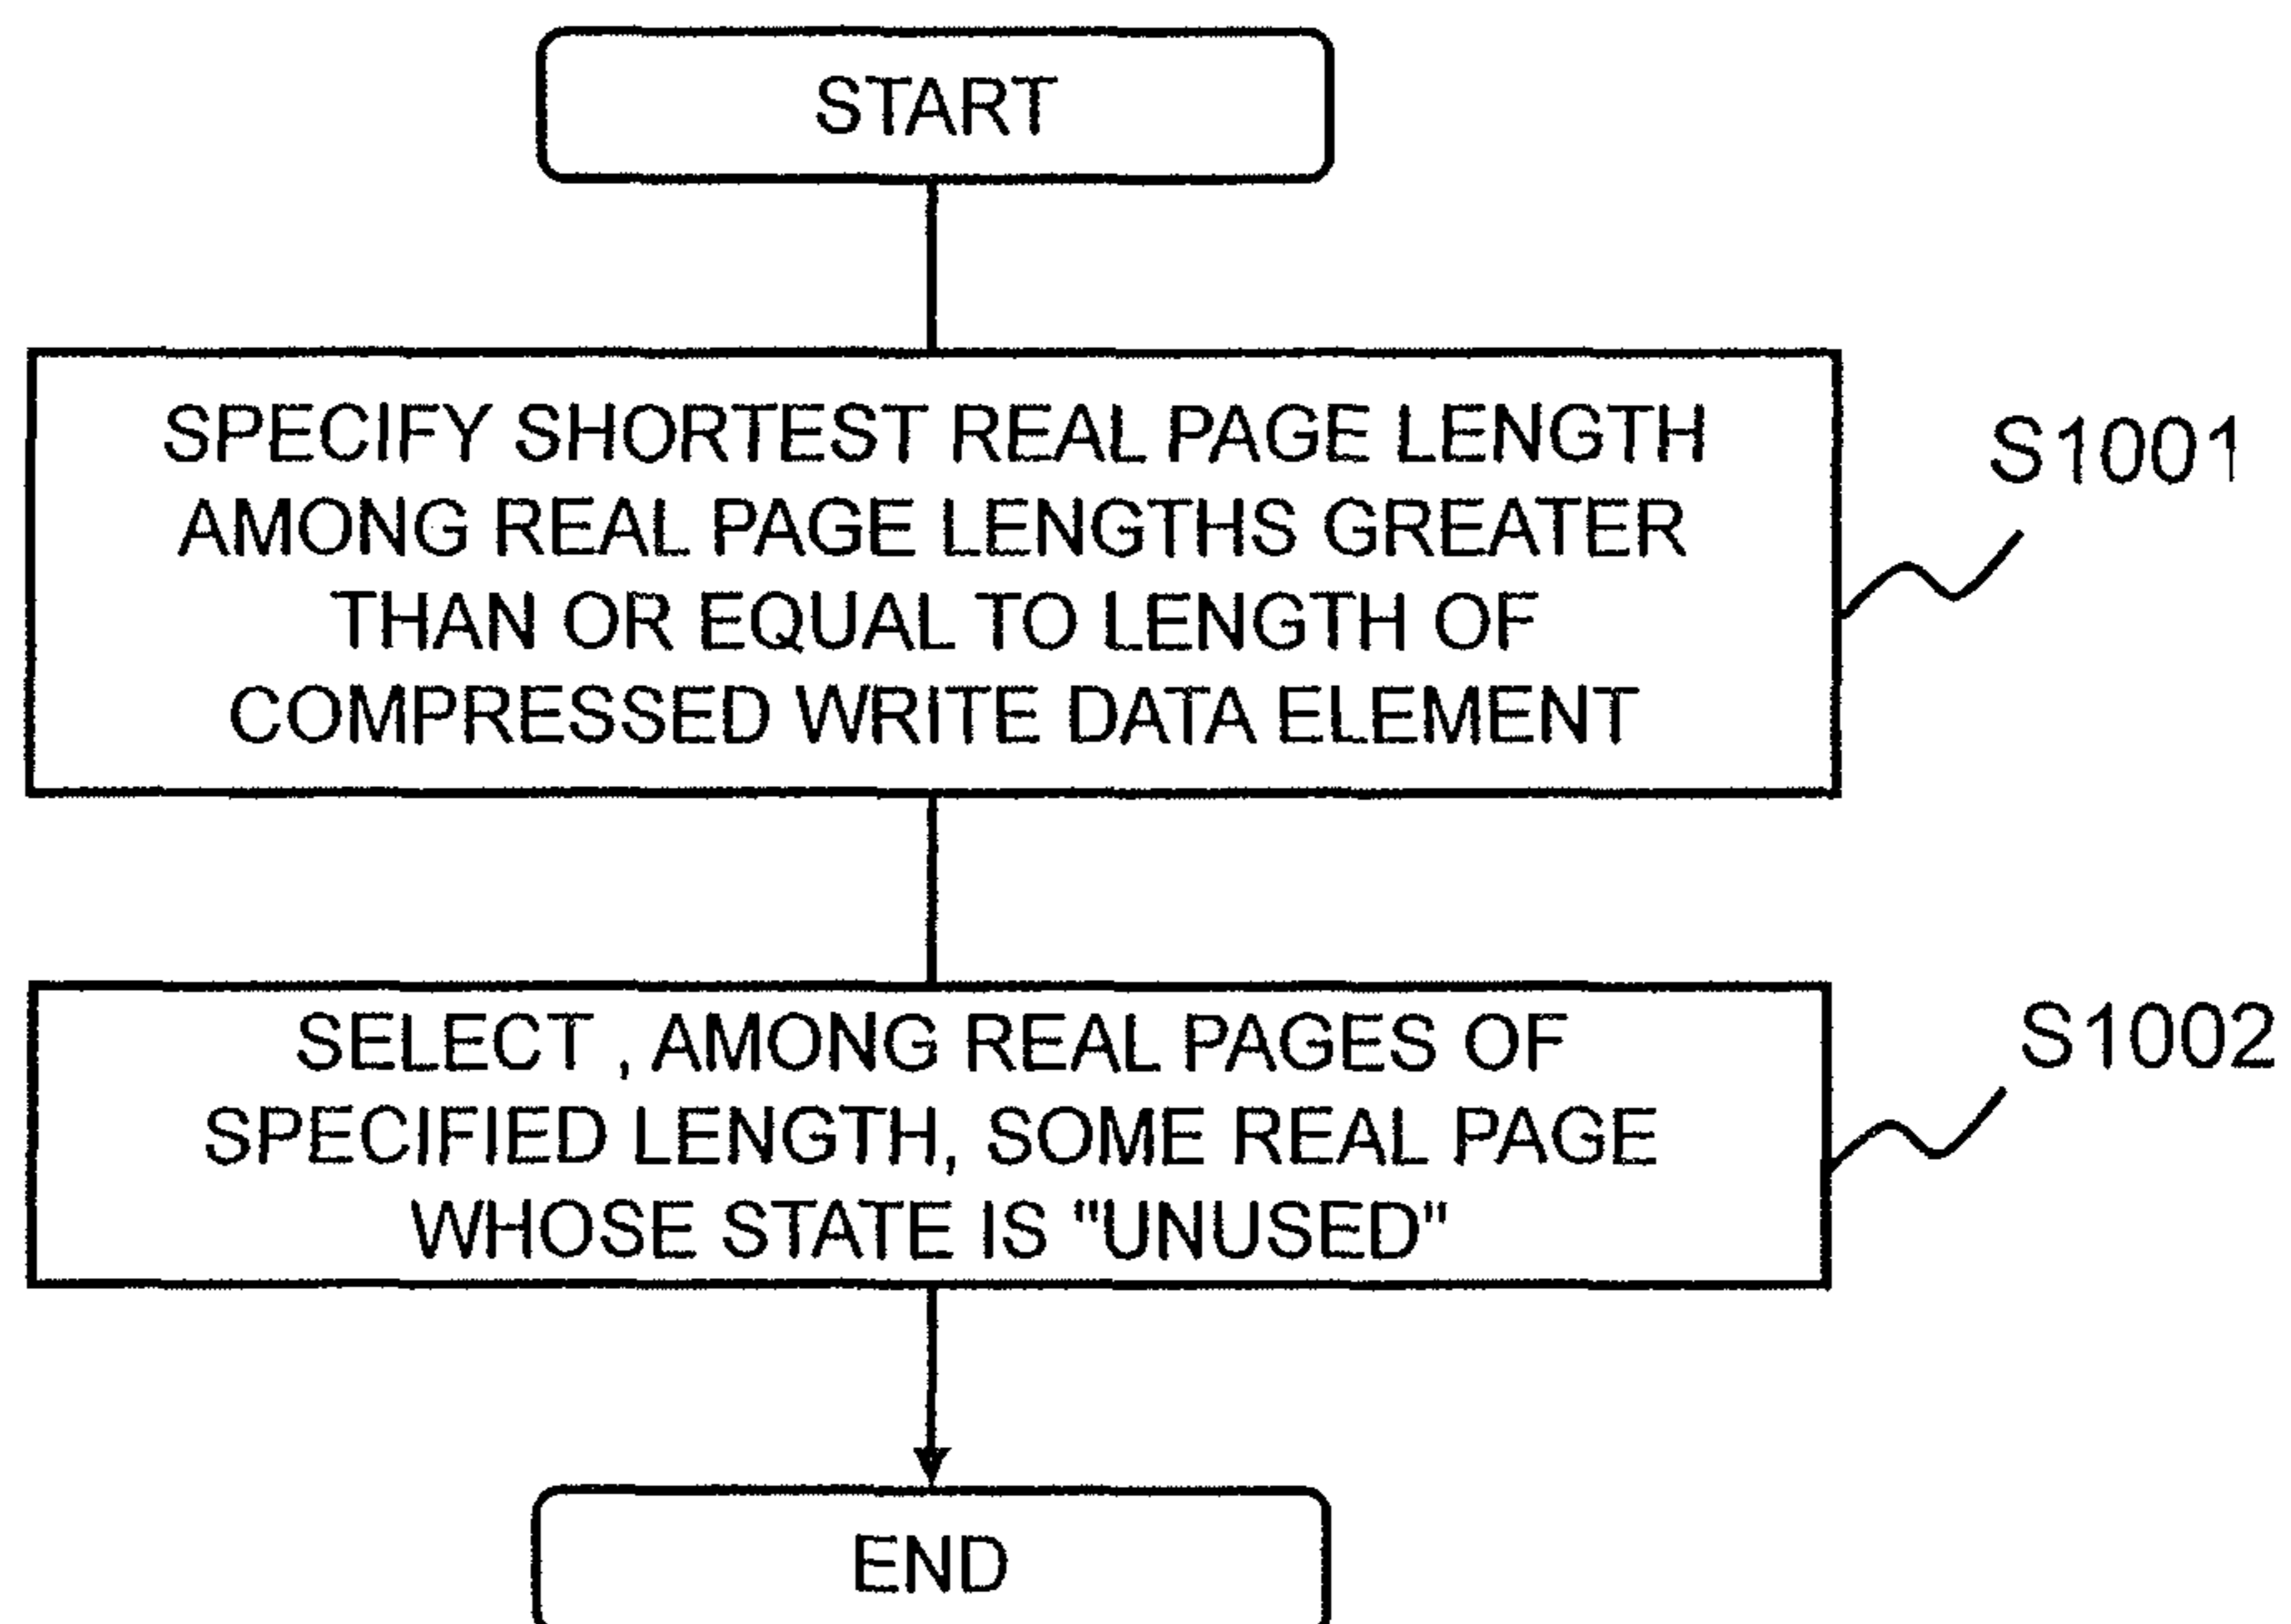 START
SPECIFY SHORTEST REAL PAGE LENGTH
AMONG REAL PAGE LENGTHS GREATER
THAN OR EQUAL TO LENGTH OF
COMPRESSED WRITE DATA ELEMENT
S1001
SELECT , AMONG REAL PAGES OF
SPECIFIED LENGTH, SOME REAL PAGE
WHOSE STATE IS "UNUSED"
S1002
END